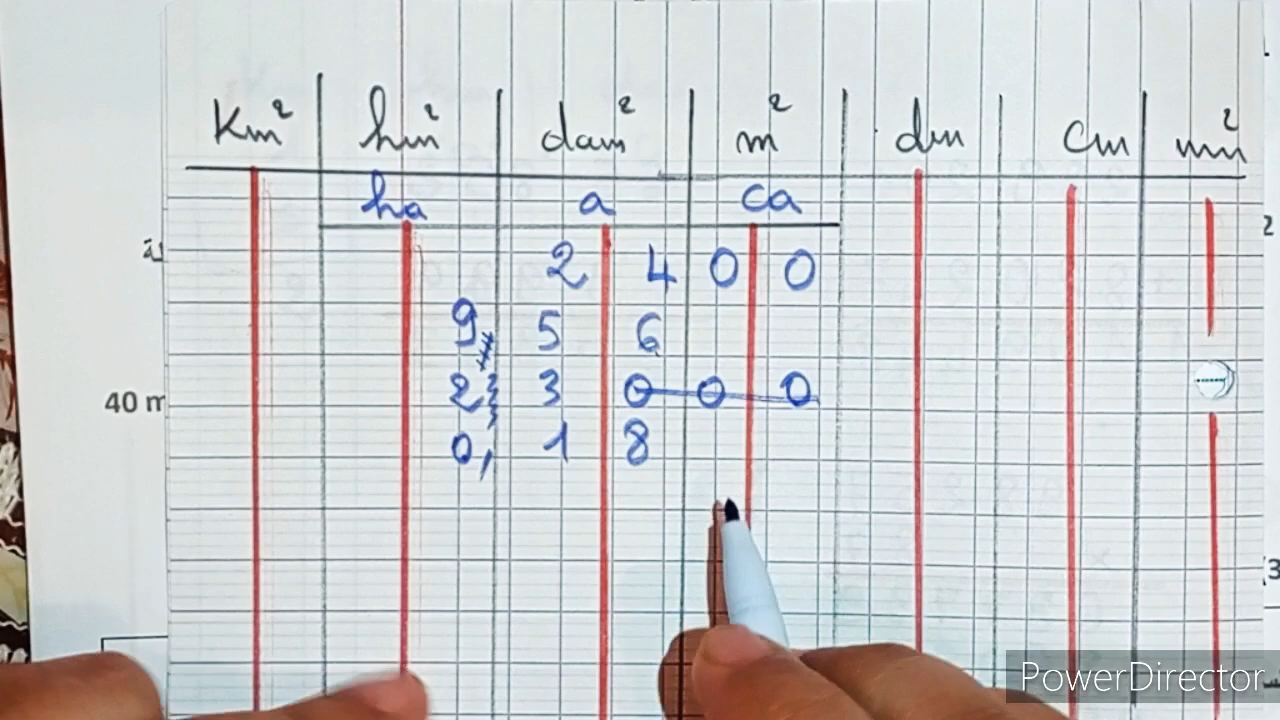 Km² hm² dam² m² dm cm mm²
ha a ca
2 4 0 0
9, 5 6
40 m 2, 3 0 0 0
0, 1 8
PowerDirector